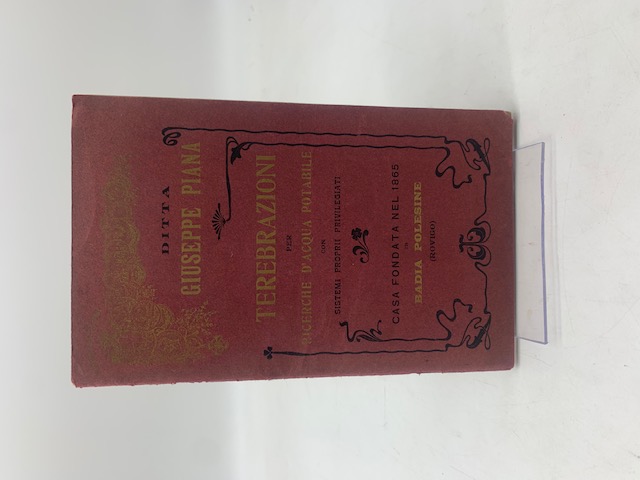 DITTA
GIUSEPPE PIANA
TEREBRAZIONI
PER
RICERCHE D'ACQUA POTABILE
CON
SISTEMI PROPRII PRIVILEGIATI
CASA FONDATA NEL 1865
IN
BADIA POLESINE
(ROVIGO)